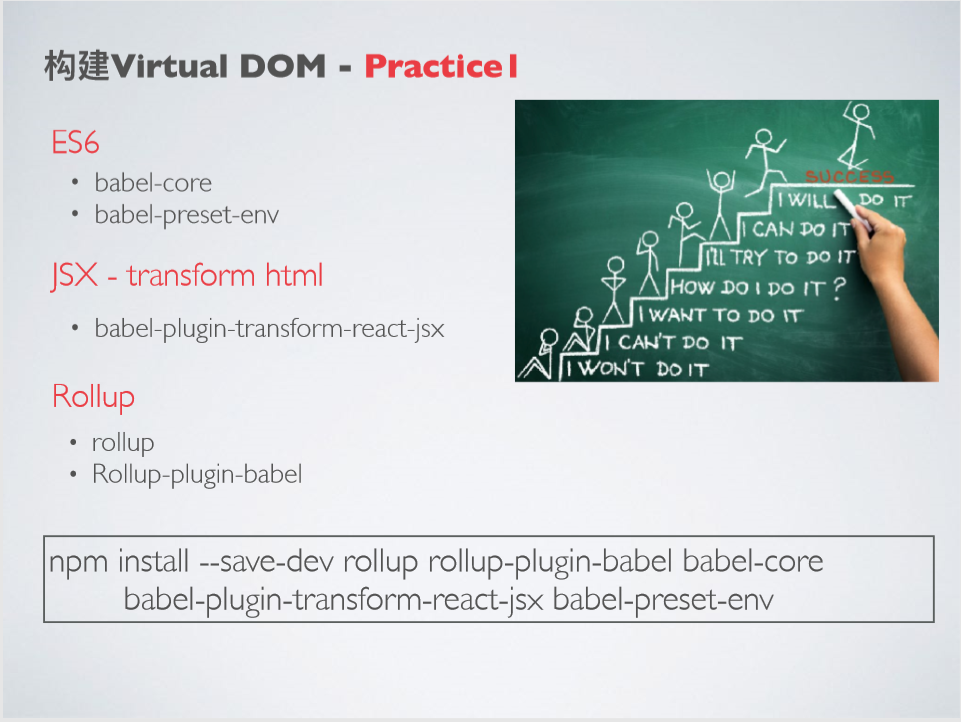 构建Virtual DOM - Practice1
ES6
• babel-core
• babel-preset-env
JSX - transform html
• babel-plugin-transform-react-jsx
Rollup
• rollup
• Rollup-plugin-babel
SUCCESS
I WILL DO IT
I CAN DO IT
I'LL TRY TO DO IT
HOW DO I DO IT?
I WANT TO DO IT
I CAN'T DO IT
I WON'T DO IT
npm install --save-dev rollup rollup-plugin-babel babel-core
babel-plugin-transform-react-jsx babel-preset-env